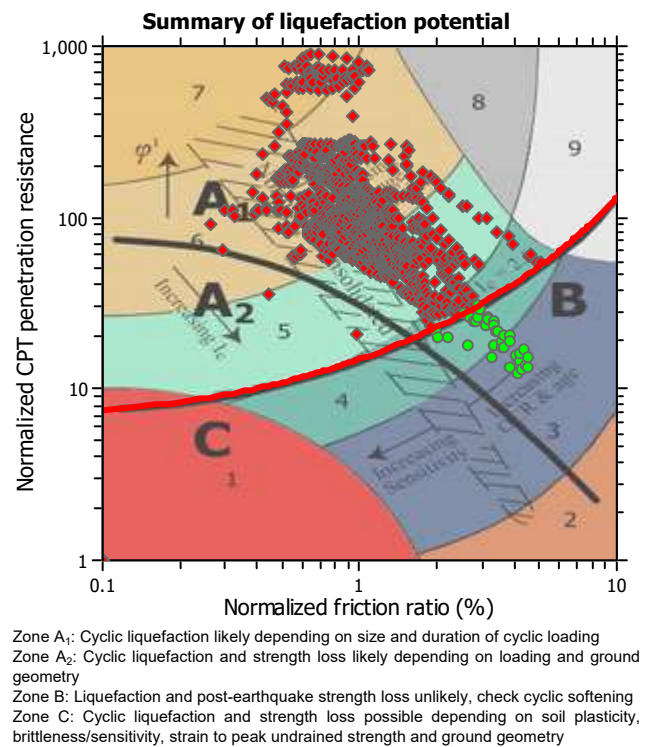 Summary of liquefaction potential
1,000
7
8
9
φ'
A1
100
6
A2
Increasing Ic
5
B
10
4
C
Increasing
OCR & age
Increasing
Sensitivity
3
1
2
1
0.1
1
10
Normalized CPT penetration resistance
Normalized friction ratio (%)
Zone A₁: Cyclic liquefaction likely depending on size and duration of cyclic loading
Zone A₂: Cyclic liquefaction and strength loss likely depending on loading and ground
geometry
Zone B: Liquefaction and post-earthquake strength loss unlikely, check cyclic softening
Zone C: Cyclic liquefaction and strength loss possible depending on soil plasticity,
brittleness/sensitivity, strain to peak undrained strength and ground geometry